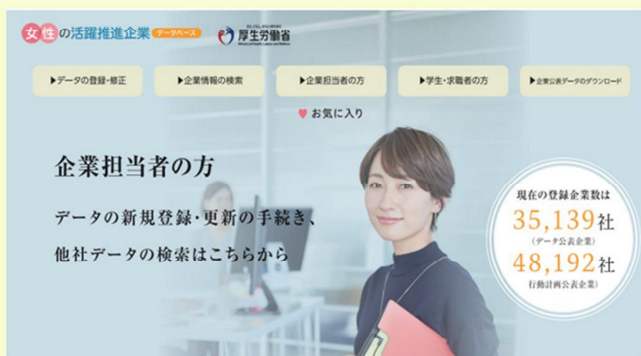 女性の活躍推進企業 データベース
厚生労働省
▶データの登録・修正
▶企業情報の検索
▶企業担当者の方
▶学生・求職者の方
▶企業公表データのダウンロード
♥ お気に入り
企業担当者の方
データの新規登録・更新の手続き、
他社データの検索はこちらから
現在の登録企業数は
35,139社
(データ公表企業)
48,192社
行動計画公表企業)